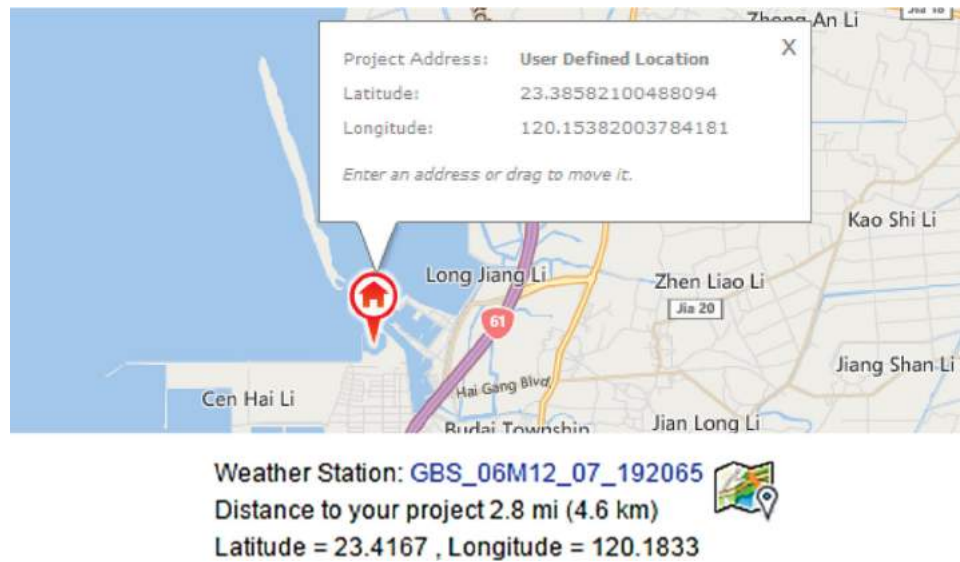 Zhong An Li
Jia 18
X
Project Address: User Defined Location
Latitude: 23.38582100488094
Longitude: 120.15382003784181
Enter an address or drag to move it.
Kao Shi Li
Long Jiang Li
Zhen Liao Li
Jia 20
61
Jiang Shan Li
Hai Gang Blvd
Cen Hai Li
Budai Township
Jian Long Li
Weather Station: GBS_06M12_07_192065
Distance to your project 2.8 mi (4.6 km)
Latitude = 23.4167 , Longitude = 120.1833